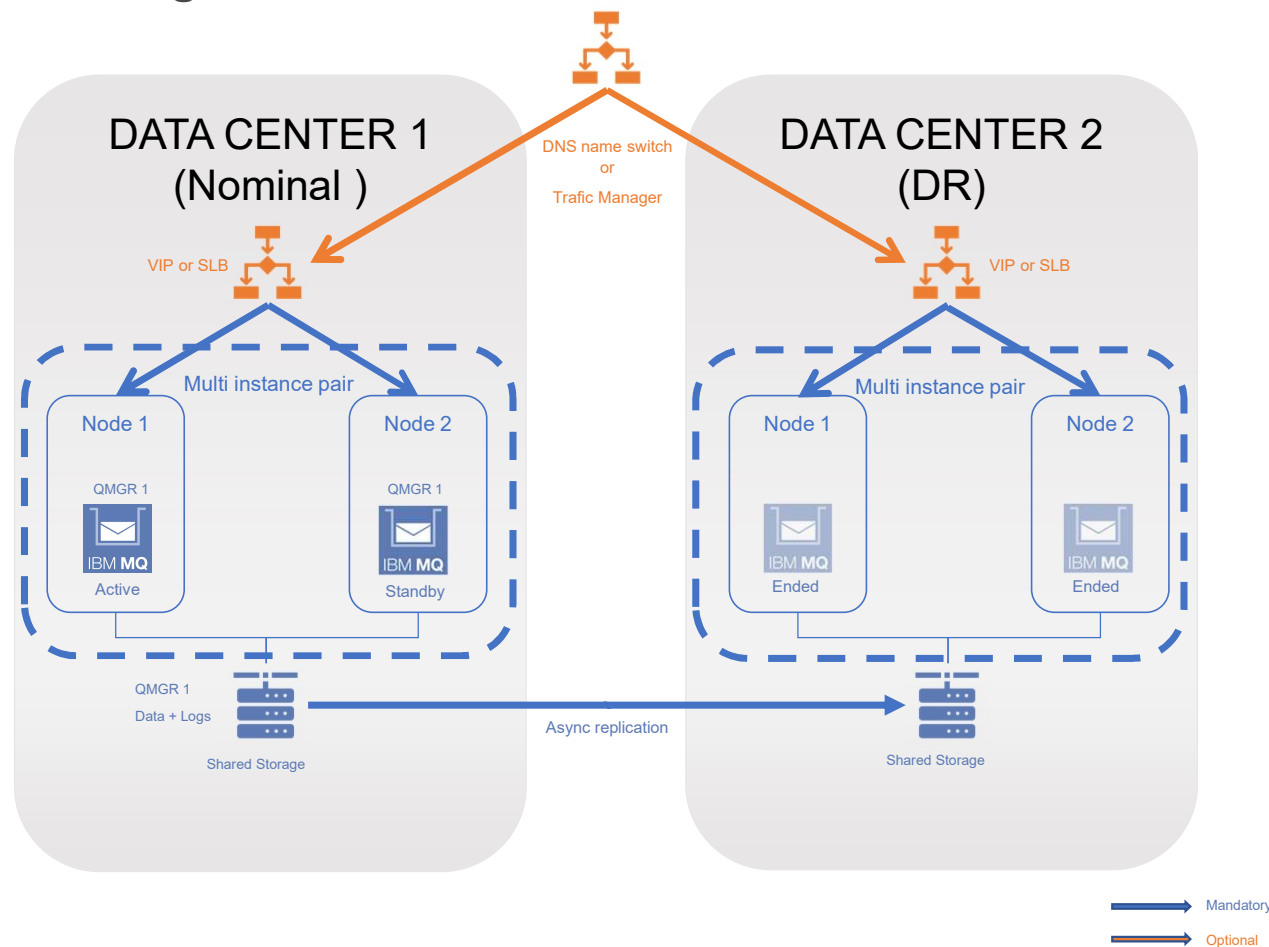 DATA CENTER 1
(Nominal )
DATA CENTER 2
(DR)
DNS name switch
or
Trafic Manager
VIP or SLB
VIP or SLB
Multi instance pair
Multi instance pair
Node 1
Node 2
Node 1
Node 2
QMGR 1
QMGR 1
IBM MQ
IBM MQ
IBM MQ
IBM MQ
Active
Standby
Ended
Ended
QMGR 1
Data + Logs
Async replication
Shared Storage
Shared Storage
Mandatory
Optional